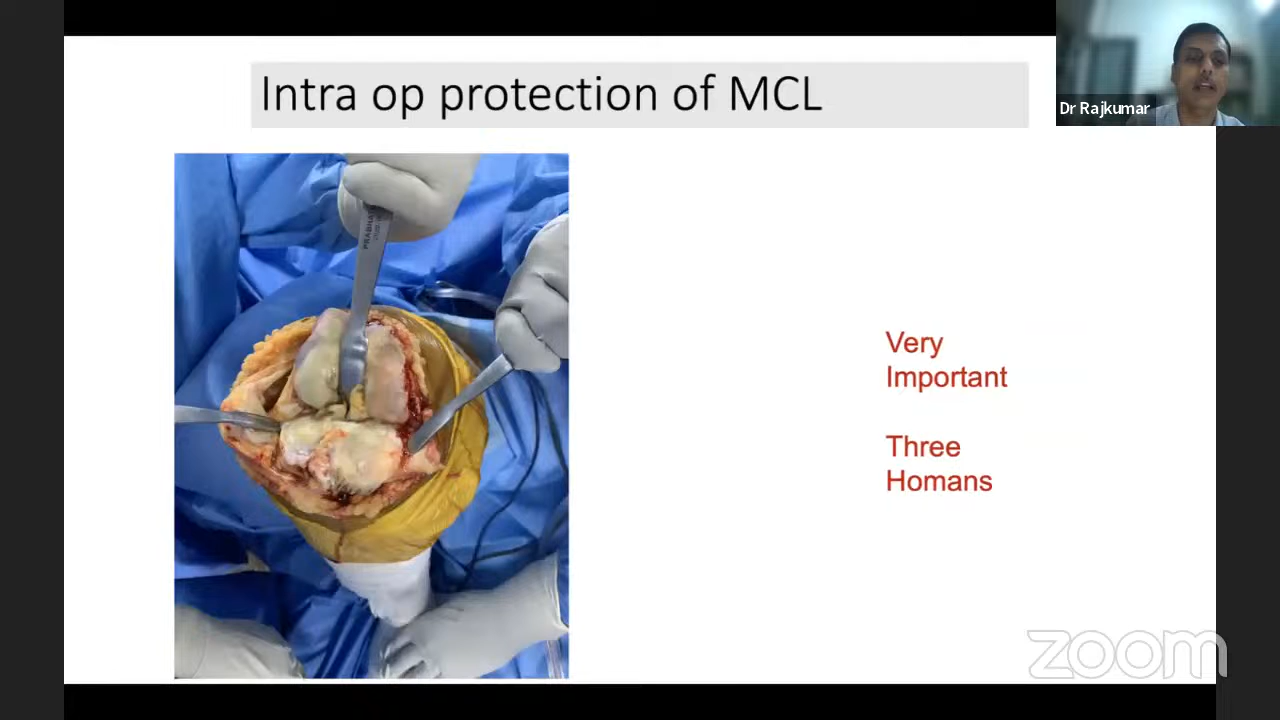 Intra op protection of MCL
Dr Rajkumar
Very
Important
Three
Homans
zoom